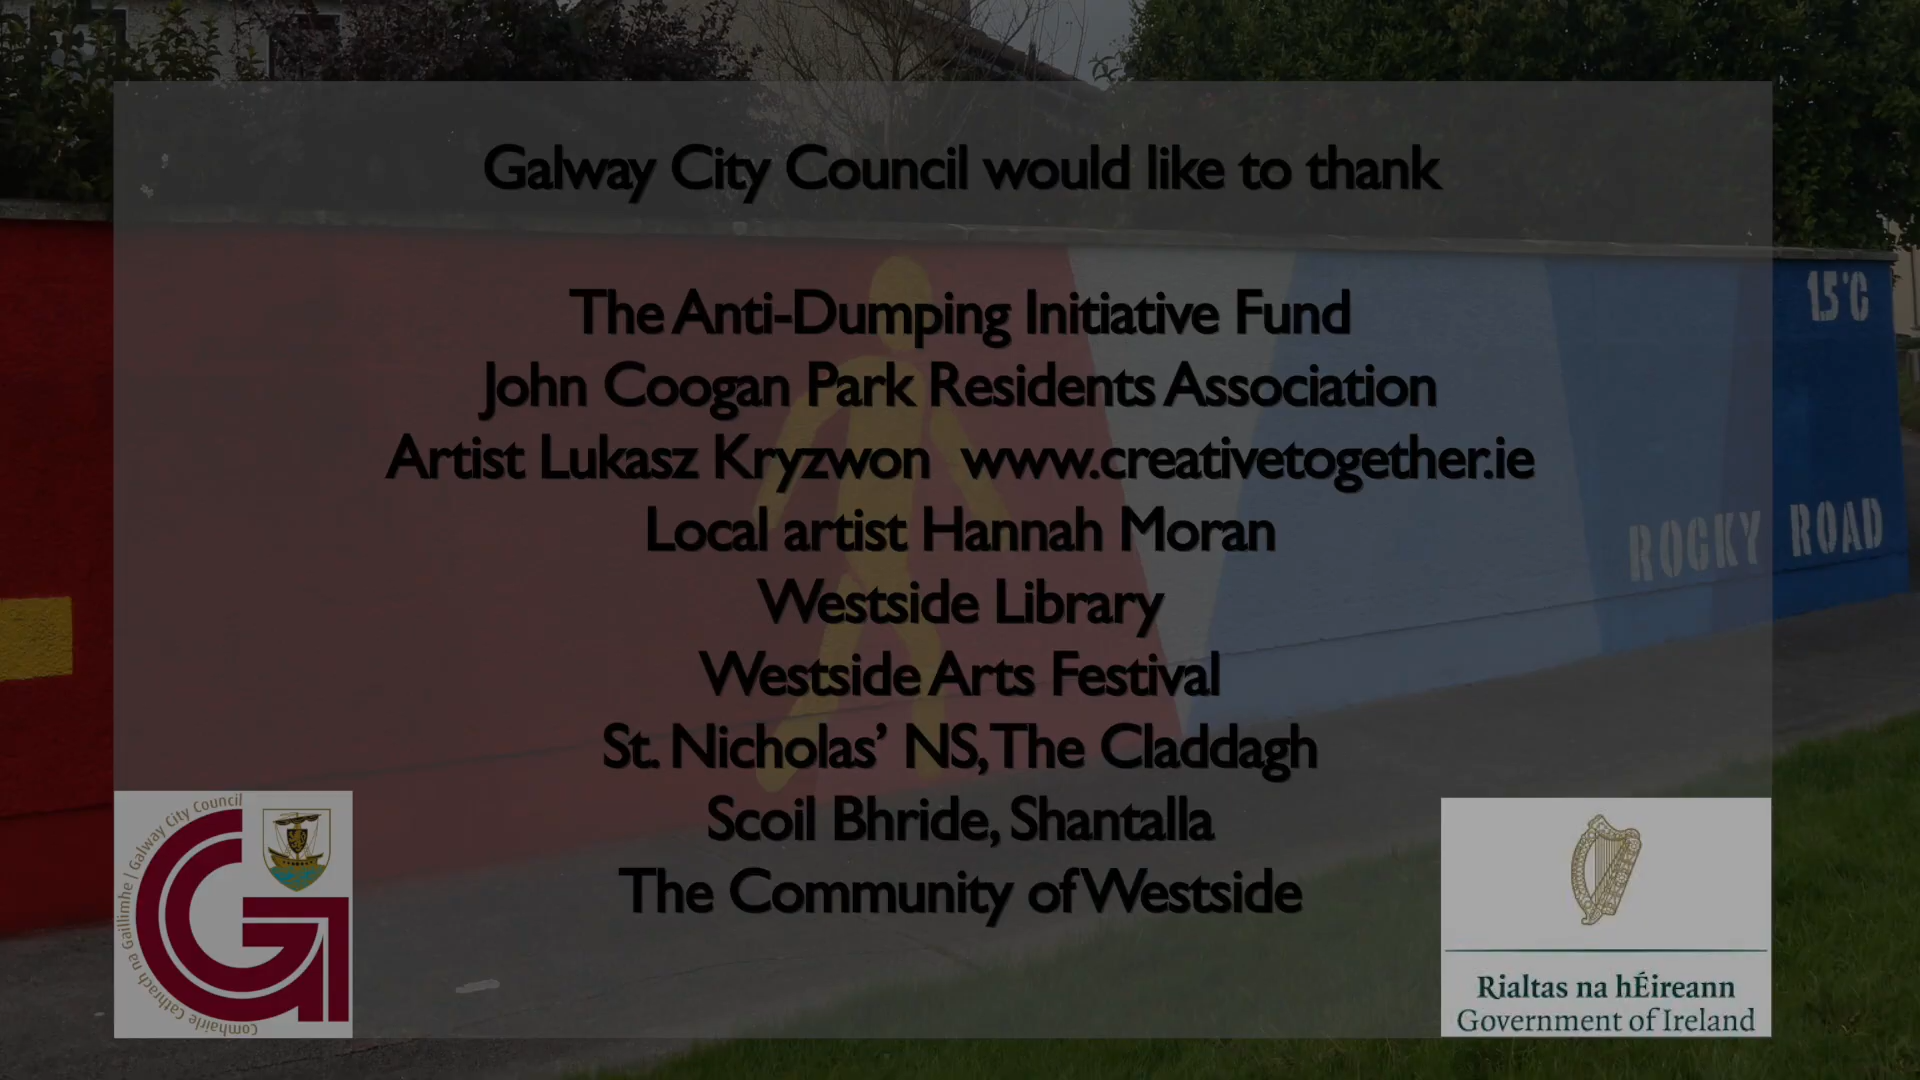 Galway City Council would like to thank
The Anti-Dumping Initiative Fund
John Coogan Park Residents Association
Artist Lukasz Kryzwon www.creativetogether.ie
Local artist Hannah Moran
Westside Library
Westside Arts Festival
St. Nicholas’ NS, The Claddagh
Scoil Bhride, Shantalla
The Community of Westside
1.5°C
ROCKY ROAD
Comhairle Cathrach na Gaillimhe | Galway City Council
Rialtas na hÉireann
Government of Ireland